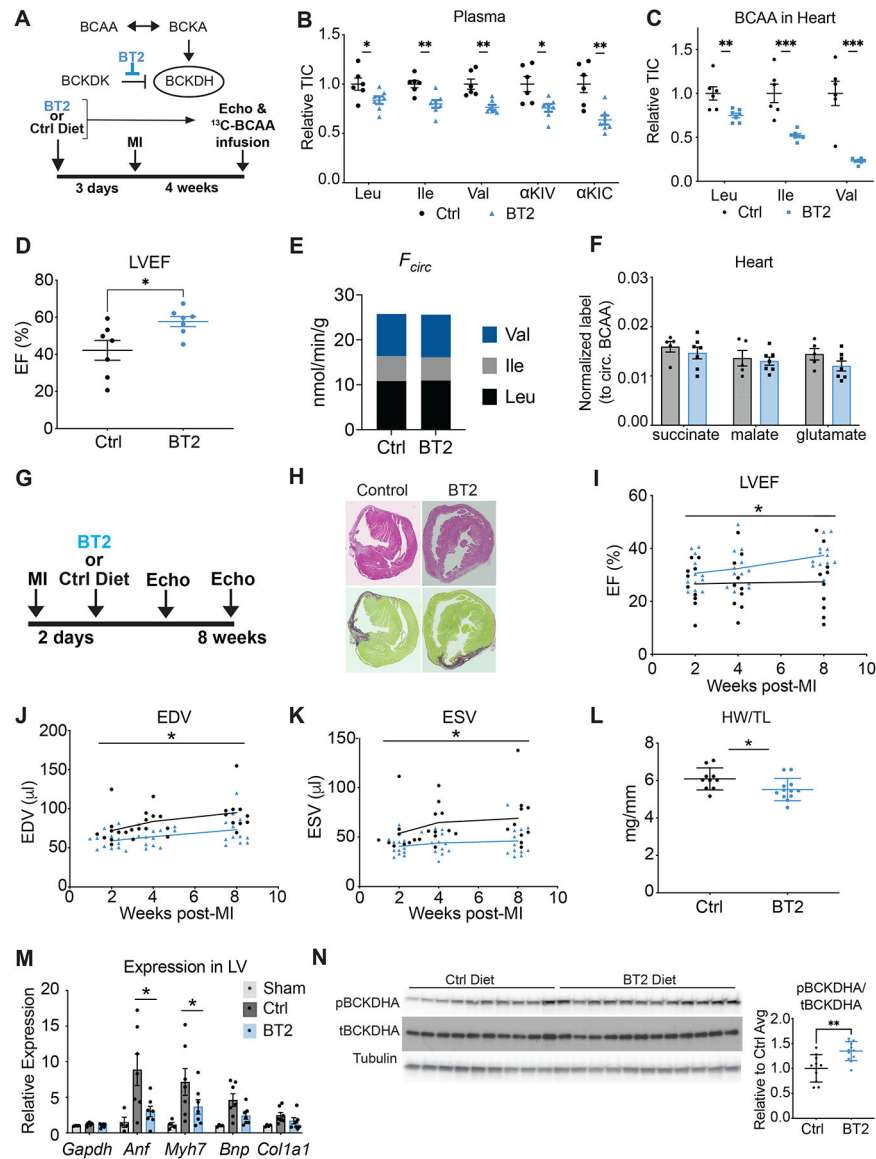 A
BCAA BCKA
BT2
BCKDK BCKDH
BT2
or
Ctrl Diet
Echo &
¹³C-BCAA
infusion
MI
3 days 4 weeks
B
Plasma
* ** ** * **
Relative TIC
1.5
1.0
0.5
0.0
Leu Ile Val αKIV αKIC
Ctrl BT2
C
BCAA in Heart
** *** ***
Relative TIC
1.5
1.0
0.5
0.0
Leu Ile Val
Ctrl BT2
D
LVEF
*
EF (%)
80
60
40
20
0
Ctrl BT2
E
Fcirc
nmol/min/g
30
20
10
0
Ctrl BT2
Val
Ile
Leu
F
Heart
Normalized label
(to circ. BCAA)
0.03
0.016
0.01
0.00
succinate malate glutamate
G
BT2
or
MI Ctrl Diet Echo Echo
2 days 8 weeks
H
Control BT2
I
LVEF
*
EF (%)
60
40
20
0
0 2 4 6 8 10
Weeks post-MI
J
EDV
*
EDV (µl)
200
150
100
50
0
0 2 4 6 8 10
Weeks post-MI
K
ESV
*
ESV (µl)
150
100
50
0
0 2 4 6 8 10
Weeks post-MI
L
HW/TL
*
mg/mm
8
6
4
2
0
Ctrl BT2
M
Expression in LV
Sham
Ctrl
BT2
* *
Relative Expression
20
15
10
5
0
Gapdh Anf Myh7 Bnp Col1a1
N
Ctrl Diet BT2 Diet
pBCKDHA
tBCKDHA
Tubulin
pBCKDHA/
tBCKDHA
**
Relative to Ctrl Avg
2.0
1.5
1.0
0.5
0.0
Ctrl BT2